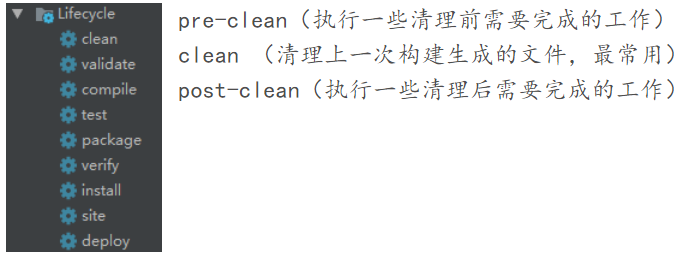 Lifecycle
clean
validate
compile
test
package
verify
install
site
deploy
pre-clean（执行一些清理前需要完成的工作）
clean （清理上一次构建生成的文件，最常用）
post-clean（执行一些清理后需要完成的工作）